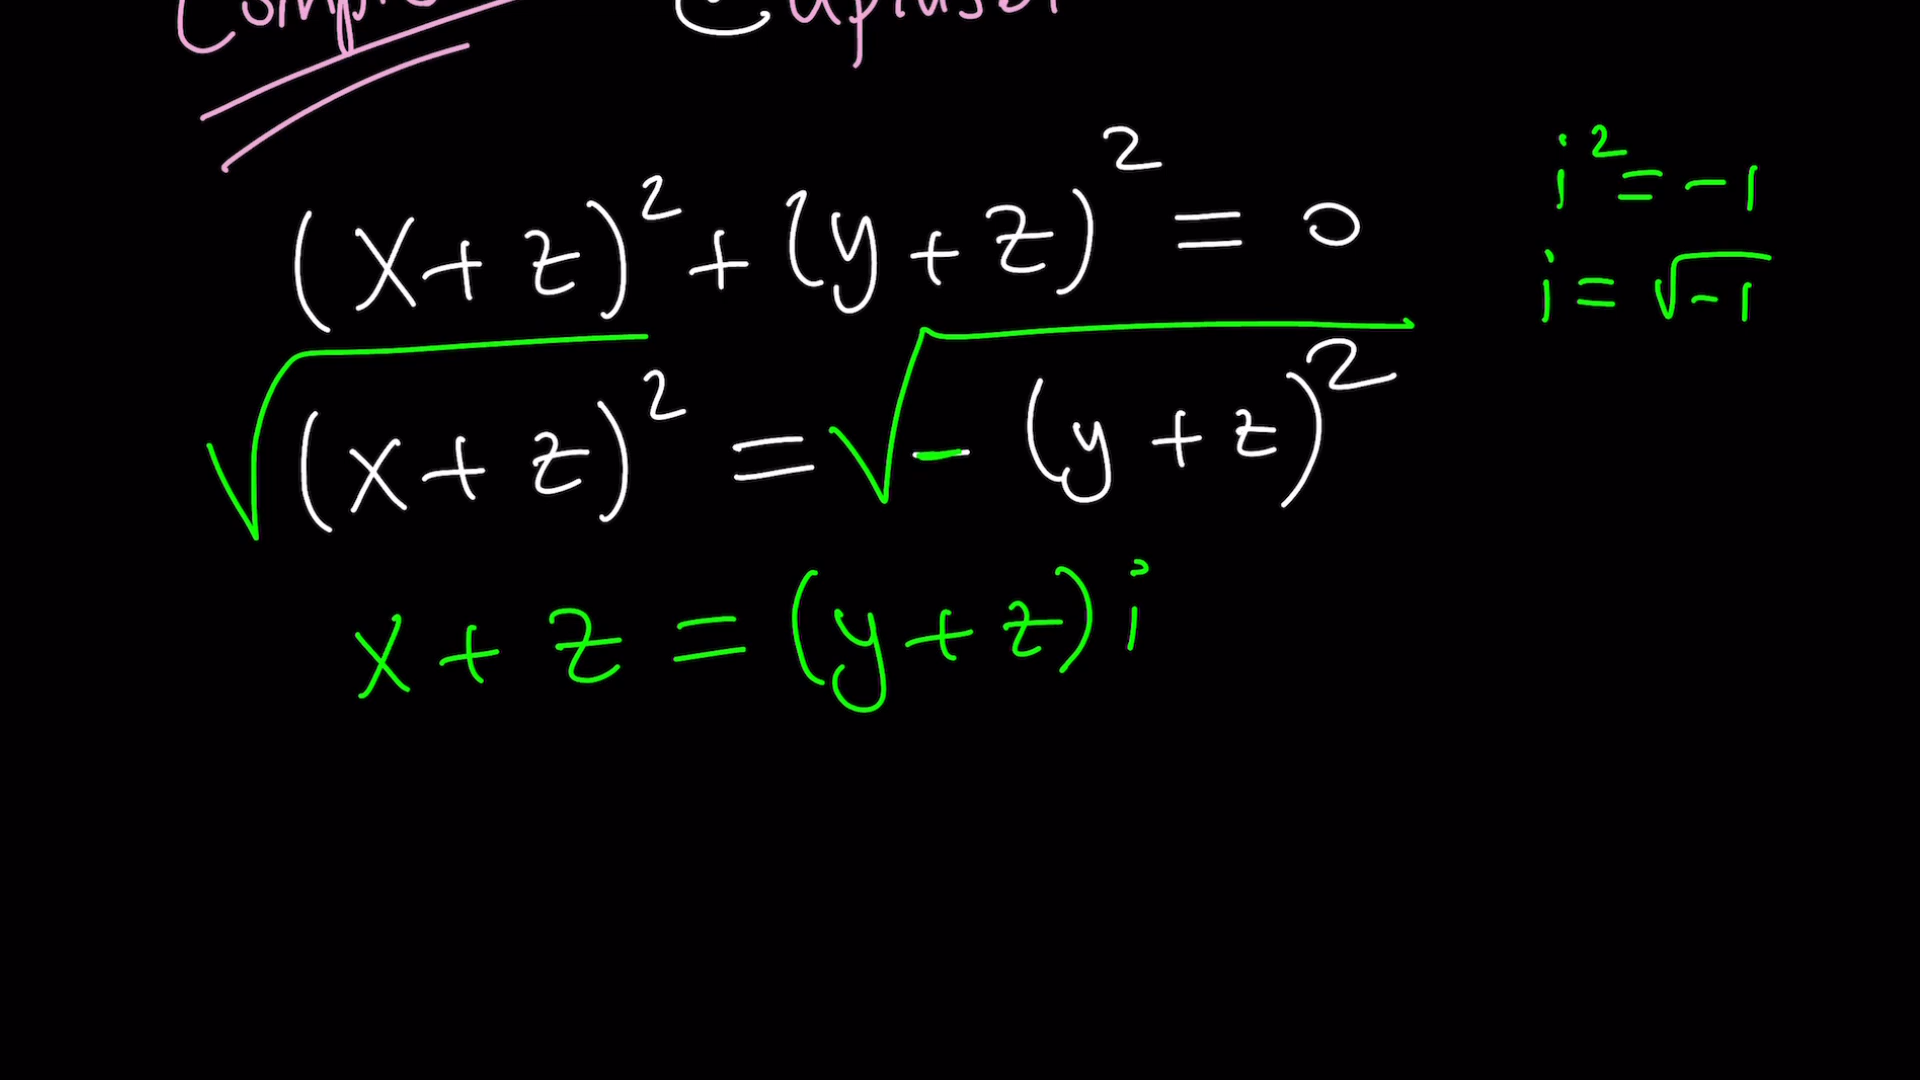 (x+z)² + (y+z)² = 0
i² = -1
i = √-1
√(x+z)² = √-(y+z)²
x+z = (y+z)i